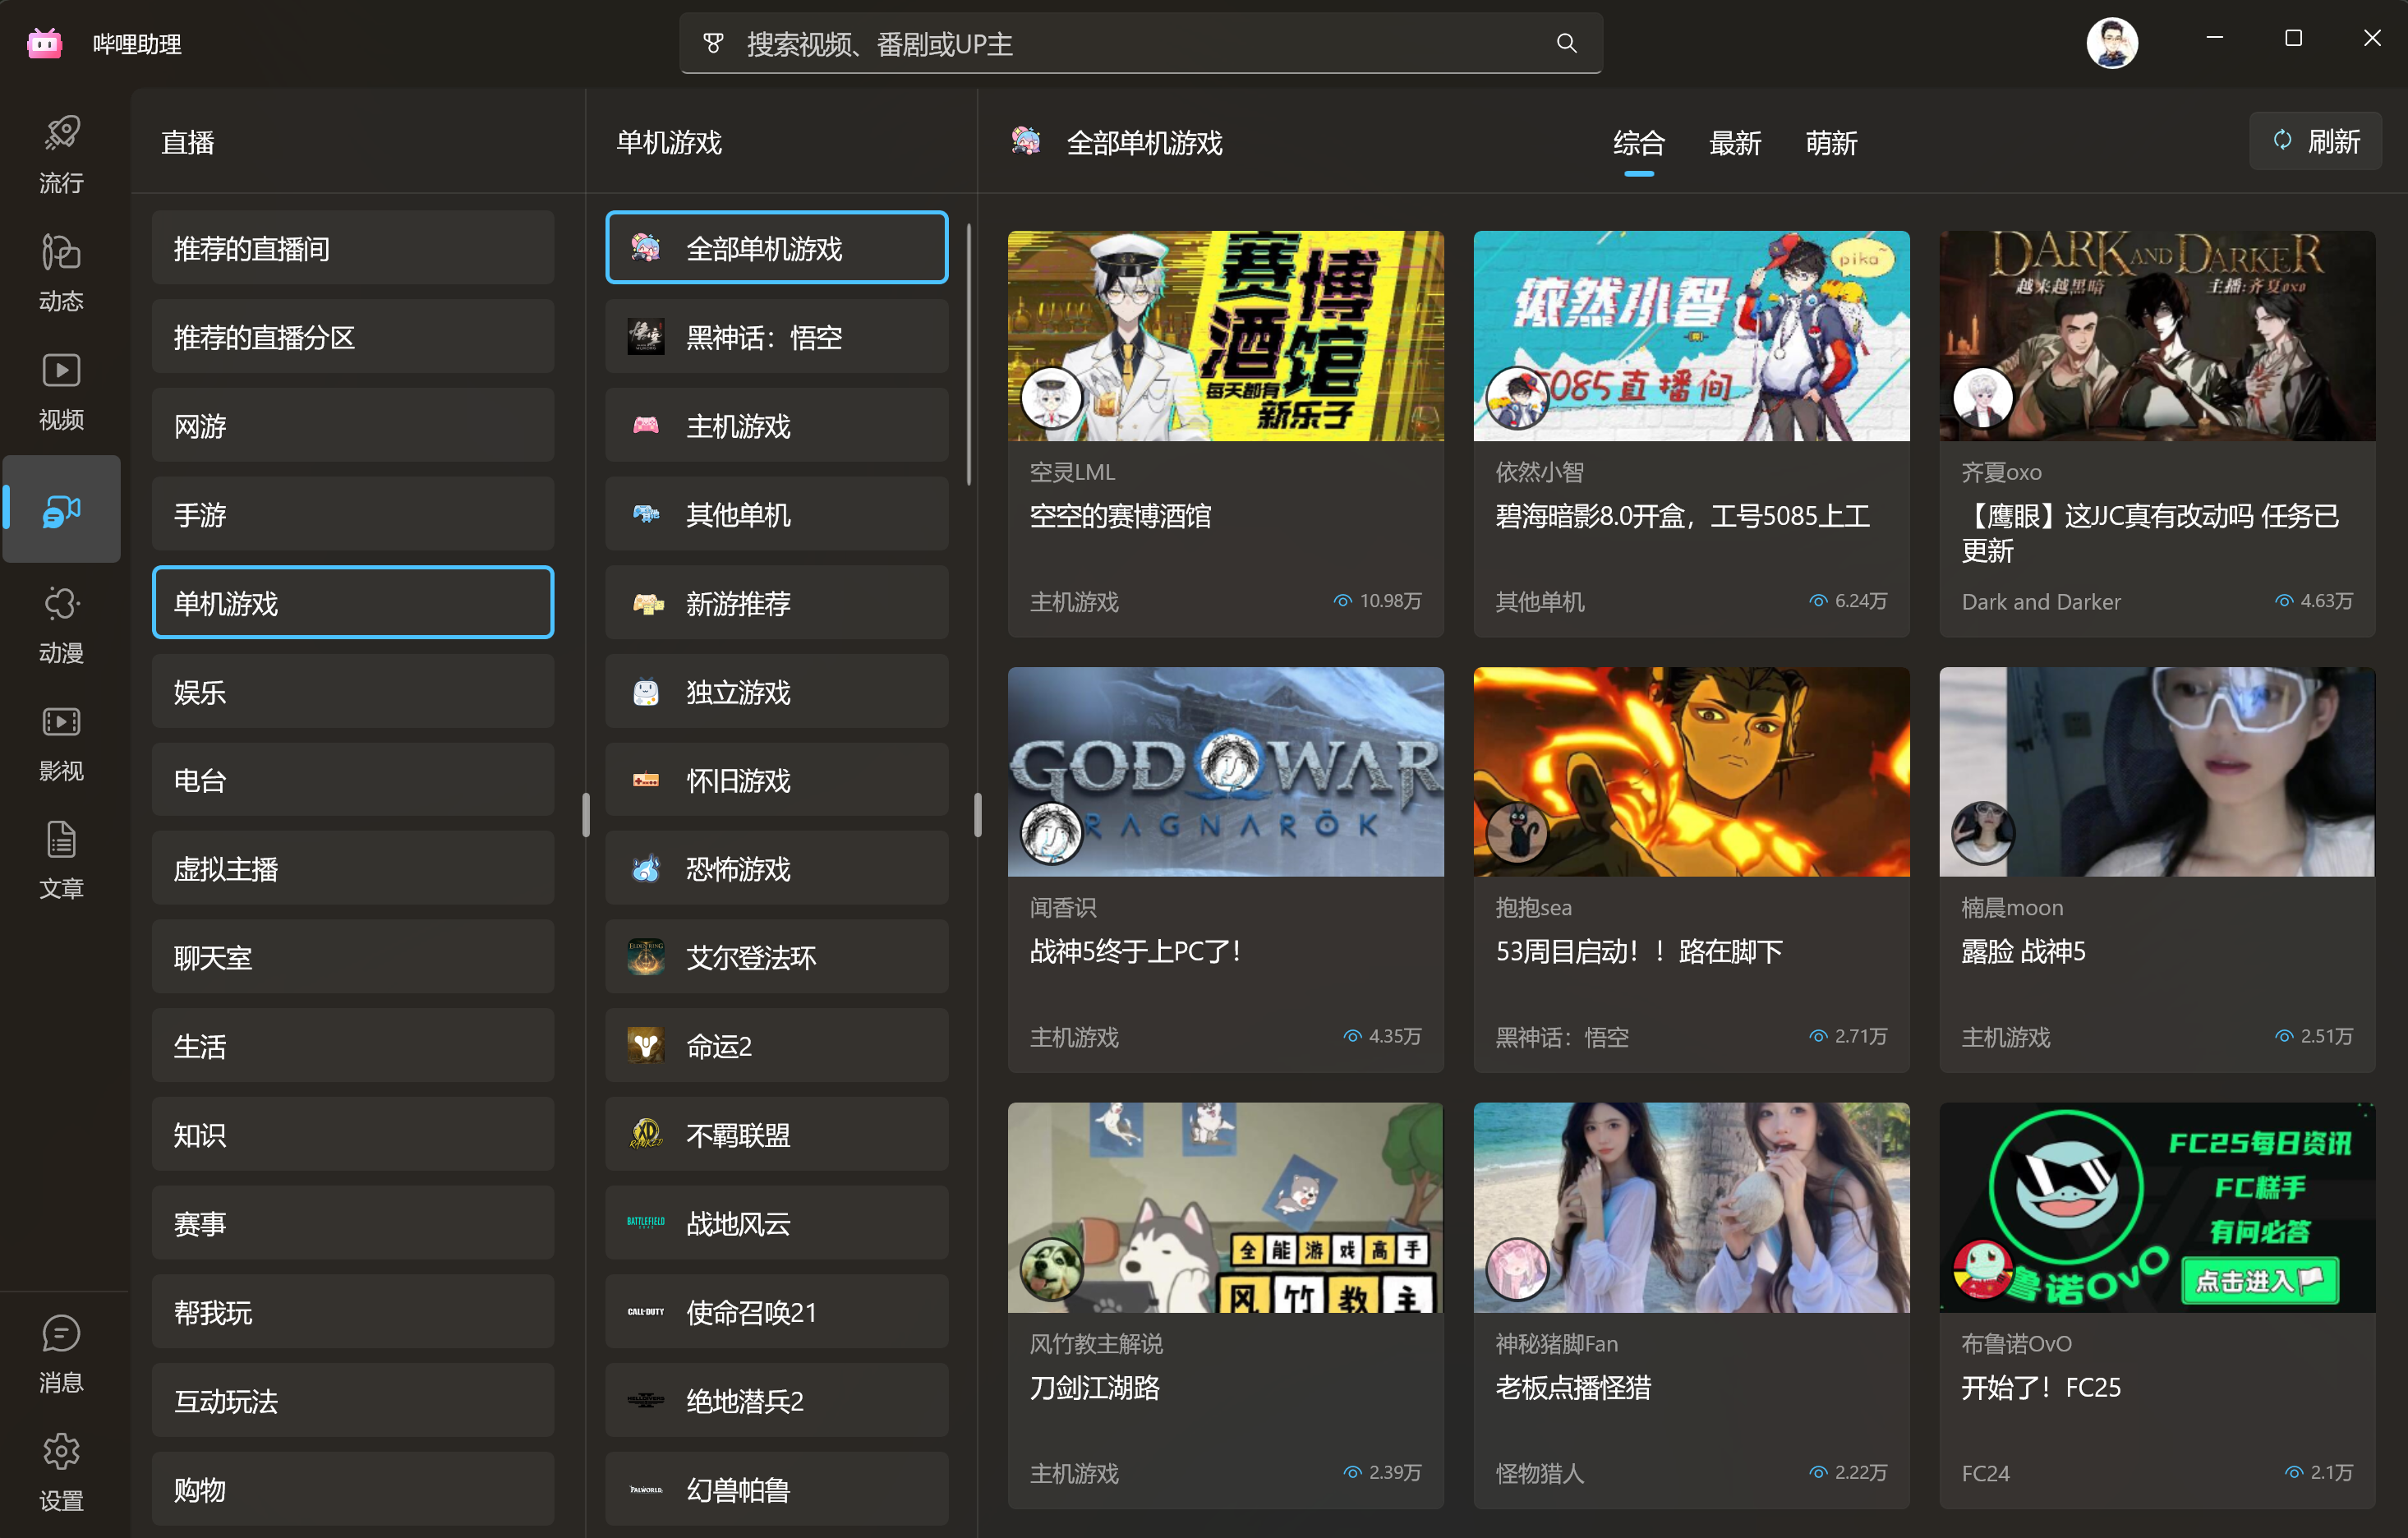 哔哩助理
搜索视频、番剧或UP主
流行
动态
视频
动漫
影视
文章
消息
设置
直播
推荐的直播间
推荐的直播分区
网游
手游
单机游戏
娱乐
电台
虚拟主播
聊天室
生活
知识
赛事
帮我玩
互动玩法
购物
单机游戏
全部单机游戏
黑神话：悟空
主机游戏
其他单机
新游推荐
独立游戏
怀旧游戏
恐怖游戏
ELDEN RING
艾尔登法环
命运2
XD
RANKED
不羁联盟
BATTLEFIELD
战地风云
CALL·DUTY
使命召唤21
绝地潜兵2
PALWORLD
幻兽帕鲁
全部单机游戏
综合
最新
萌新
刷新
赛博
酒馆
每天都有
新乐子
空灵LML
空空的赛博酒馆
主机游戏
10.98万
pika~
依然小智
5085直播间
依然小智
碧海暗影8.0开盒，工号5085上工
其他单机
6.24万
DARK AND DARKER
越来越黑暗
主播:齐夏oxo
齐夏oxo
【鹰眼】这JJC真有改动吗 任务已
更新
Dark and Darker
4.63万
GOD WAR
RAGNARÖK
闻香识
战神5终于上PC了！
主机游戏
4.35万
抱抱sea
53周目启动！！路在脚下
黑神话：悟空
2.71万
楠晨moon
露脸 战神5
主机游戏
2.51万
全能游戏高手
风竹教主
风竹教主解说
刀剑江湖路
主机游戏
2.39万
神秘猪脚Fan
老板点播怪猎
怪物猎人
2.22万
FC25每日资讯
FC糕手
有问必答
点击进入
鲁诺OvO
布鲁诺OvO
开始了！FC25
FC24
2.1万